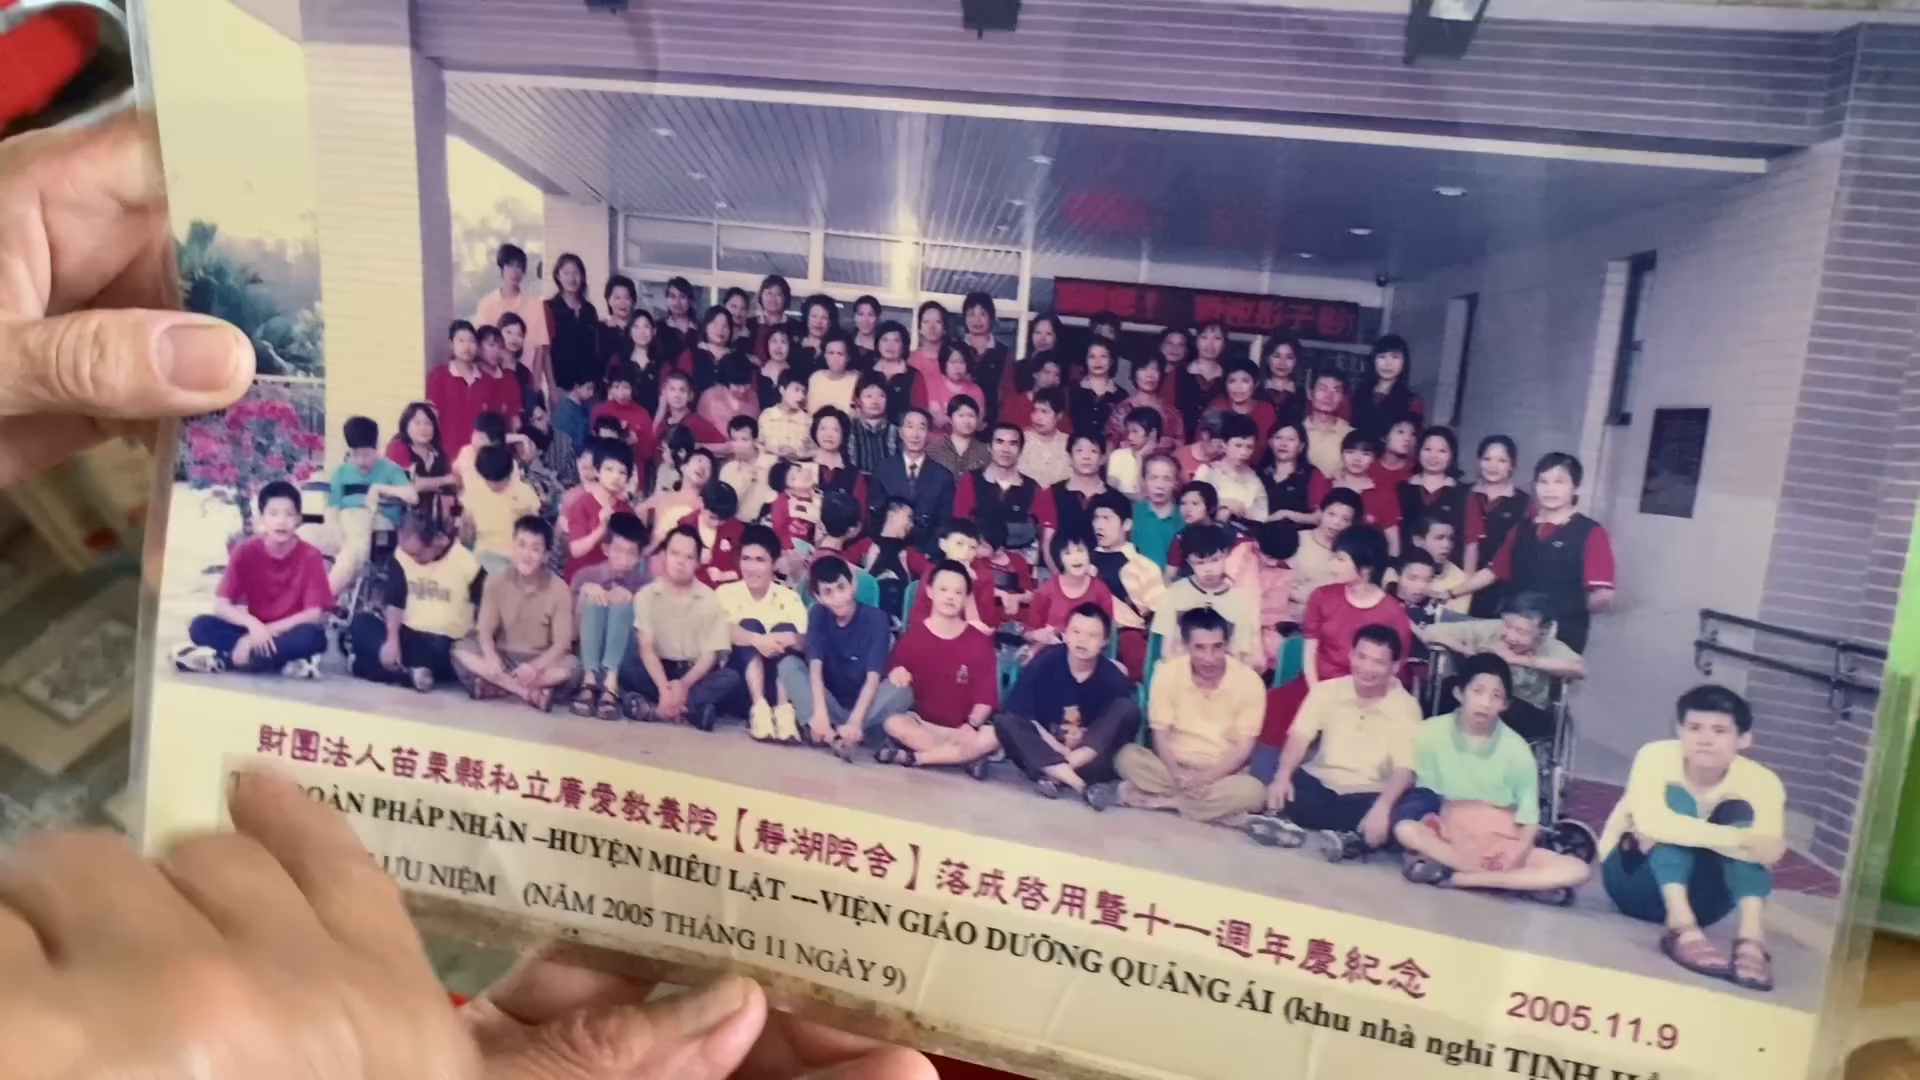 財團法人苗栗縣私立廣愛教養院【靜湖院舍】落成啓用暨十一週年慶紀念
2005.11.9
PHÁP NHÂN –HUYỆN MIÊU LẬT ---VIỆN GIÁO DƯỠNG QUẢNG ÁI (khu nhà nghỉ TỊNH
LƯU NIỆM (NĂM 2005 THÁNG 11 NGÀY 9)